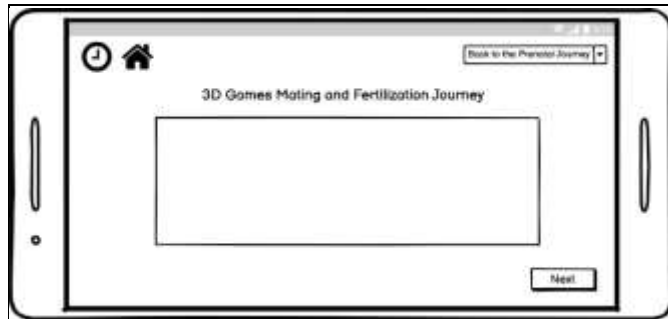 Back to the Prenatal Journey
3D Games Mating and Fertilization Journey
Next